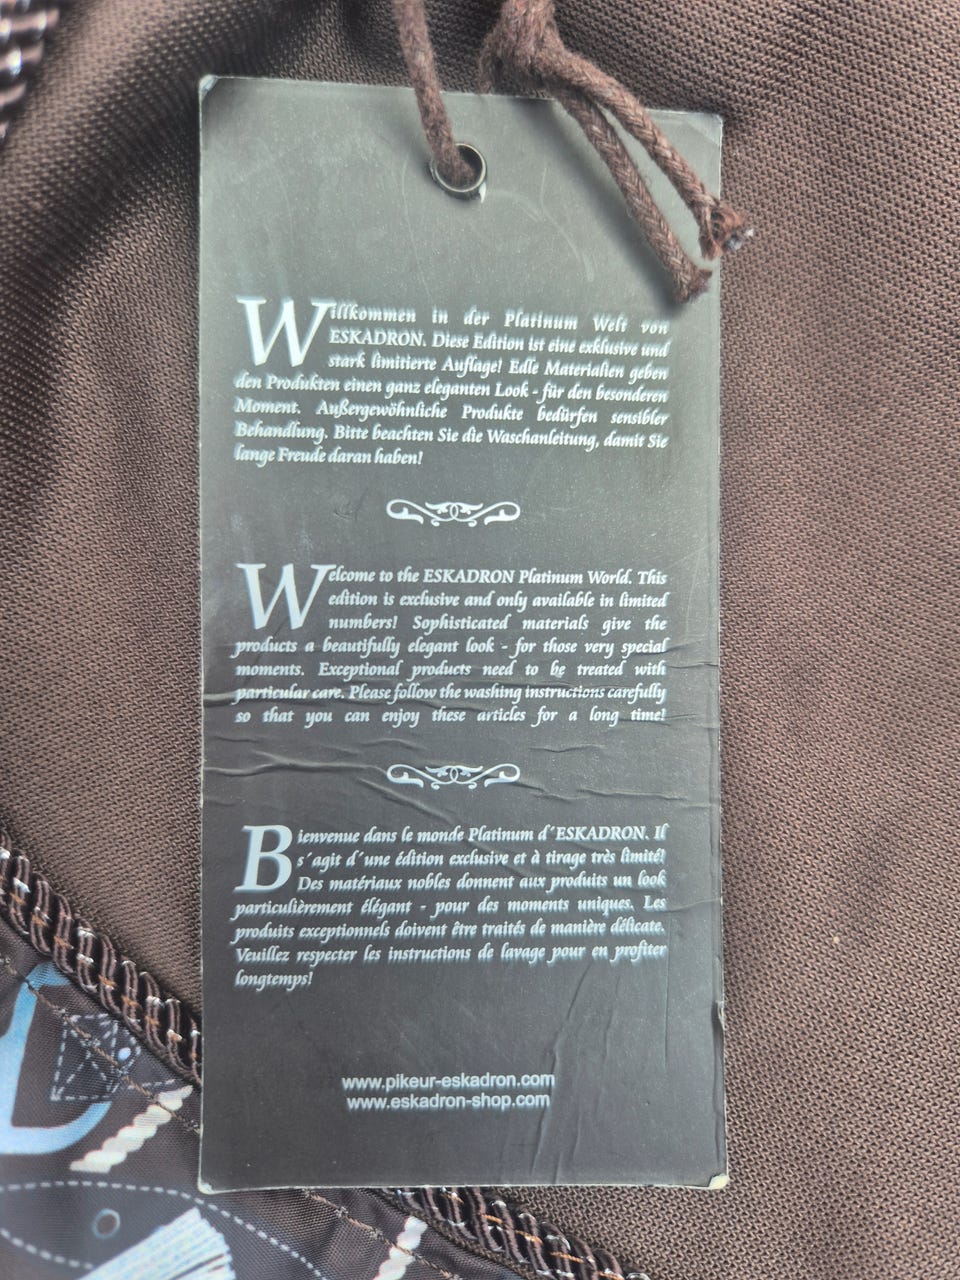 Willkommen in der Platinum Welt von
ESKADRON. Diese Edition ist eine exklusive und
stark limitierte Auflage! Edle Materialien geben
den Produkten einen ganz eleganten Look - für den besonderen
Moment. Außergewöhnliche Produkte bedürfen sensibler
Behandlung. Bitte beachten Sie die Waschanleitung, damit Sie
lange Freude daran haben!
Welcome to the ESKADRON Platinum World. This
edition is exclusive and only available in limited
numbers! Sophisticated materials give the
products a beautifully elegant look - for those very special
moments. Exceptional products need to be treated with
particular care. Please follow the washing instructions carefully
so that you can enjoy these articles for a long time!
Bienvenue dans le monde Platinum d´ESKADRON. Il
s´agit d´une édition exclusive et à tirage très limité!
Des matériaux nobles donnent aux produits un look
particulièrement élégant - pour des moments uniques. Les
produits exceptionnels doivent être traités de manière délicate.
Veuillez respecter les instructions de lavage pour en profiter
longtemps!
www.pikeur-eskadron.com
www.eskadron-shop.com